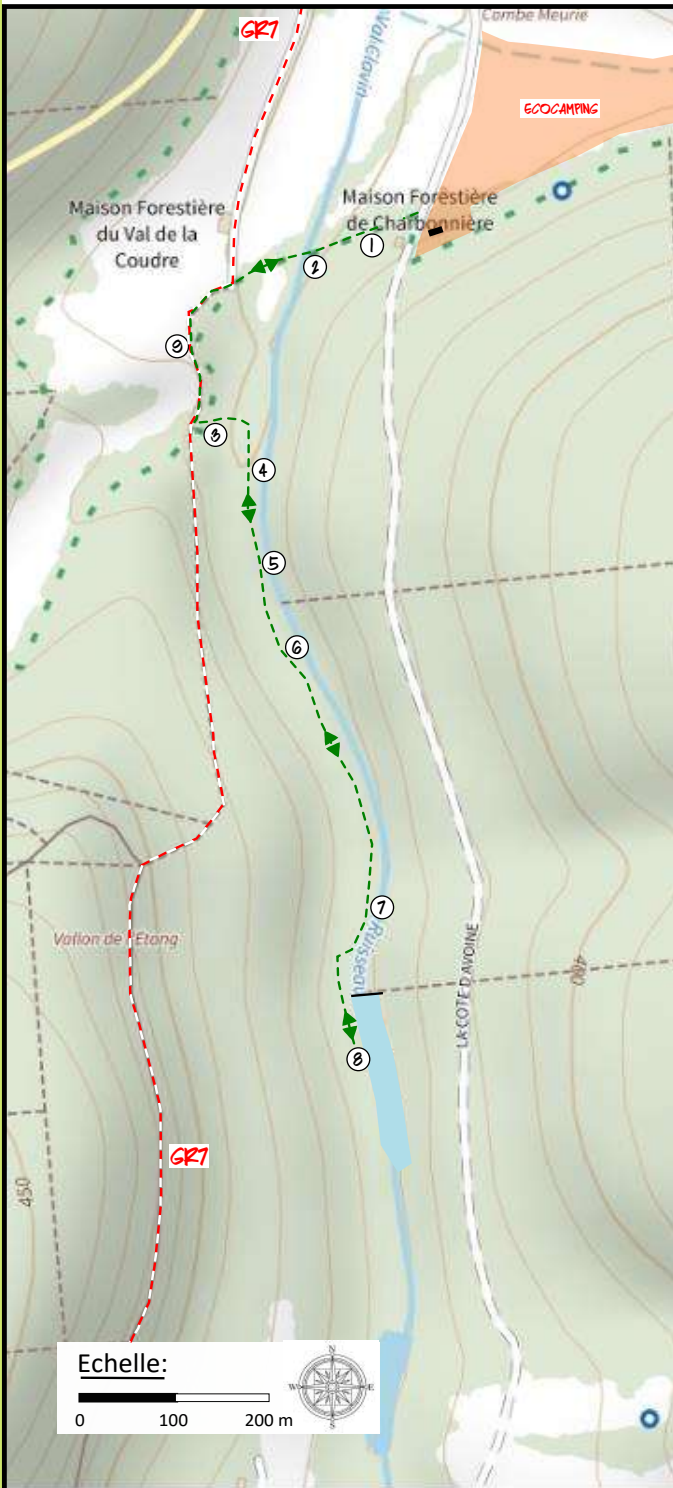 GR7
Val Clavin
Combe Meurie
ECOCAMPING
Maison Forestière
du Val de la
Coudre
Maison Forestière
de Charbonnière
1
2
9
3
4
5
6
7
Ruisseau
8
Vallon de l'Etang
LA COTE D'AVOINE
480
450
GR7
Echelle:
N
W
E
S
0 100 200 m